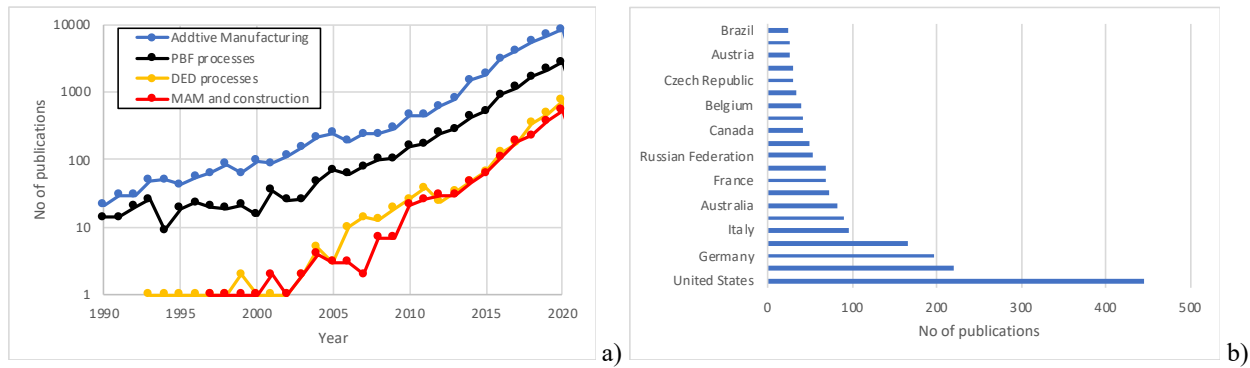 10000
1000
100
10
1
No of publications
Addtive Manufacturing
PBF processes
DED processes
MAM and construction
1990 1995 2000 2005 2010 2015 2020
Year
a)
Brazil
Austria
Czech Republic
Belgium
Canada
Russian Federation
France
Australia
Italy
Germany
United States
0 100 200 300 400 500
No of publications
b)